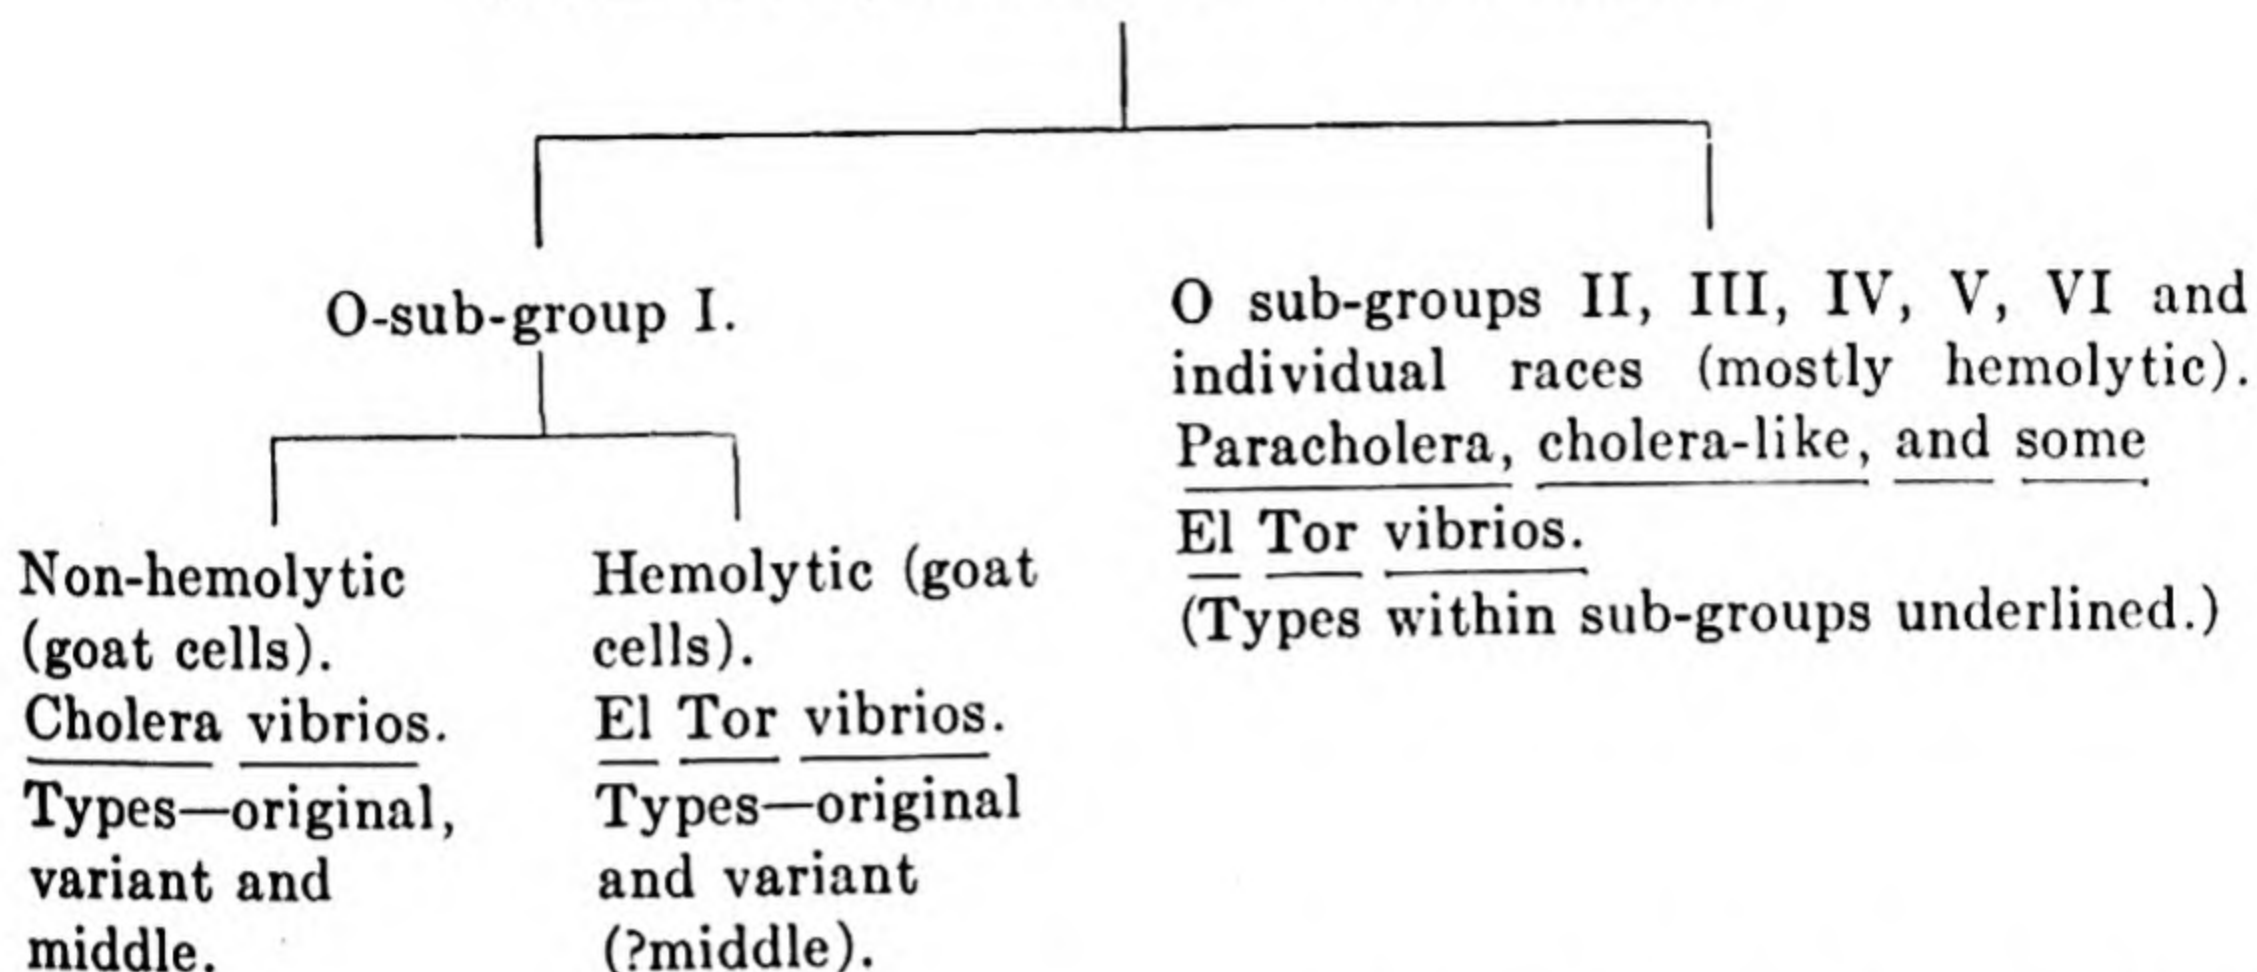 O-sub-group I.
O sub-groups II, III, IV, V, VI and
individual races (mostly hemolytic).
Paracholera, cholera-like, and some
El Tor vibrios.
(Types within sub-groups underlined.)
Non-hemolytic
(goat cells).
Cholera vibrios.
Types—original,
variant and
middle.
Hemolytic (goat
cells).
El Tor vibrios.
Types—original
and variant
(?middle).